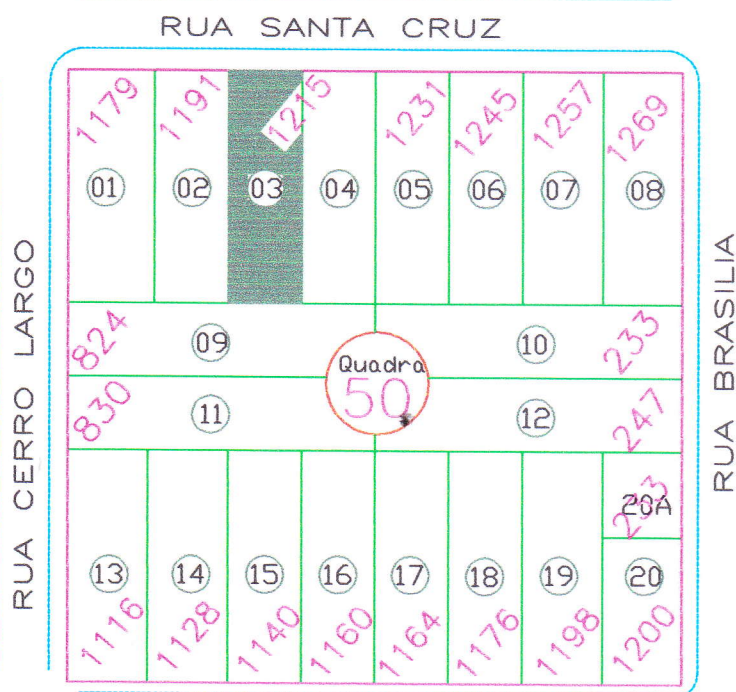 RUA SANTA CRUZ
1179 1191 1215 1231 1245 1257 1269
01 02 03 04 05 06 07 08
RUA CERRO LARGO
RUA BRASILIA
824 09 10 233
Quadra
50
830 11 12 247
20A
233
13 14 15 16 17 18 19 20
1116 1128 1140 1160 1164 1176 1198 1200